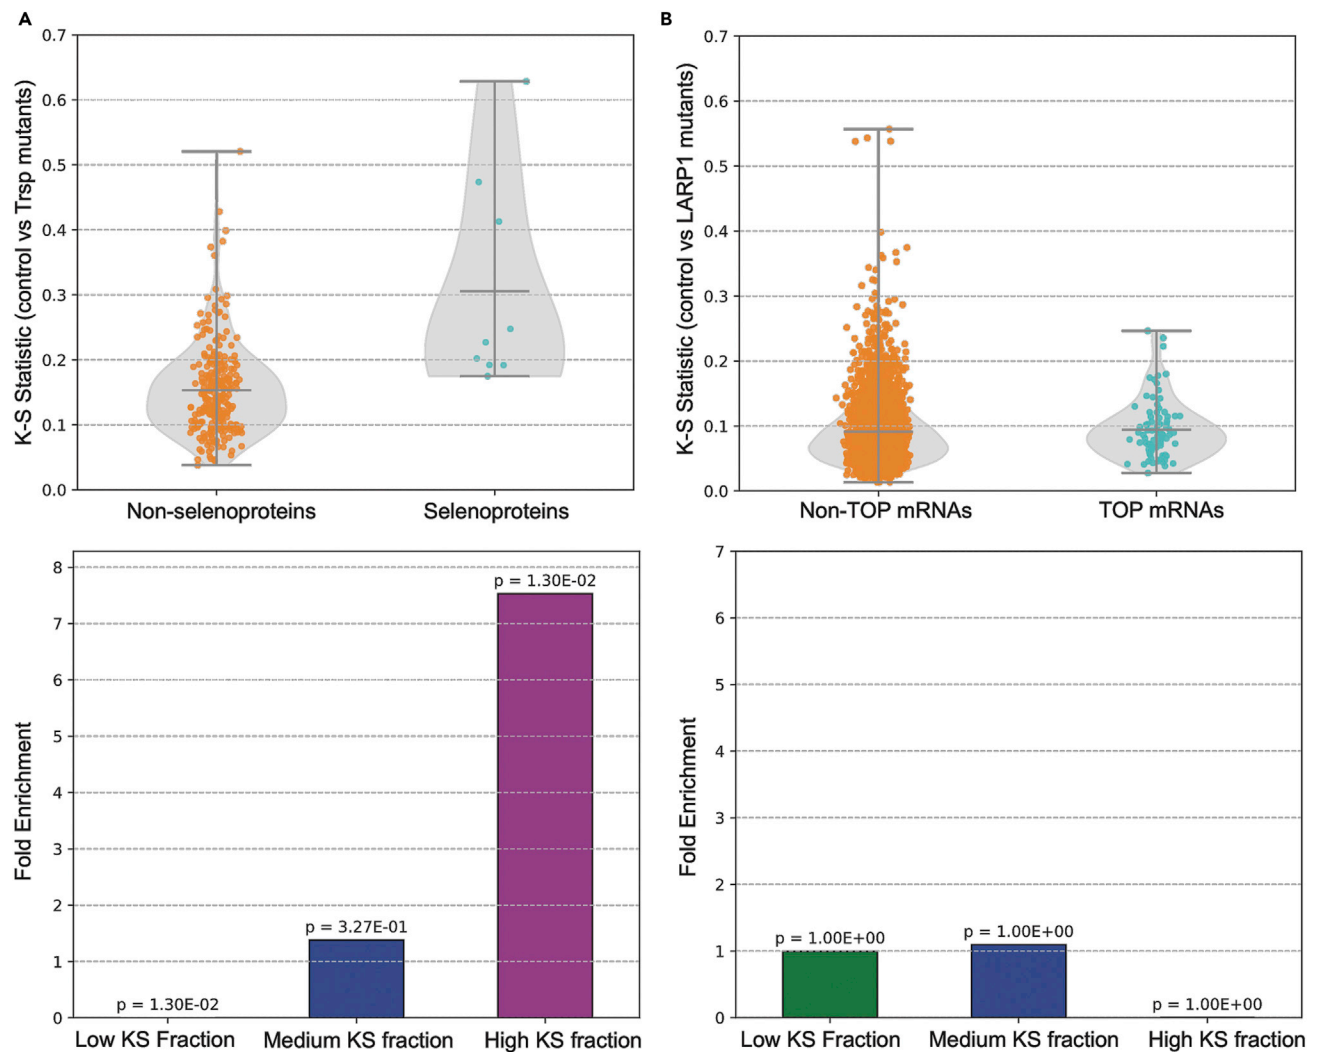 A
K-S Statistic (control vs Trsp mutants)
0.7
0.6
0.5
0.4
0.3
0.2
0.1
0.0
Non-selenoproteins
Selenoproteins
B
K-S Statistic (control vs LARP1 mutants)
0.7
0.6
0.5
0.4
0.3
0.2
0.1
0.0
Non-TOP mRNAs
TOP mRNAs
Fold Enrichment
8
7
6
5
4
3
2
1
0
p = 1.30E-02
p = 3.27E-01
p = 1.30E-02
Low KS Fraction
Medium KS fraction
High KS fraction
Fold Enrichment
7
6
5
4
3
2
1
0
p = 1.00E+00
p = 1.00E+00
p = 1.00E+00
Low KS Fraction
Medium KS fraction
High KS fraction